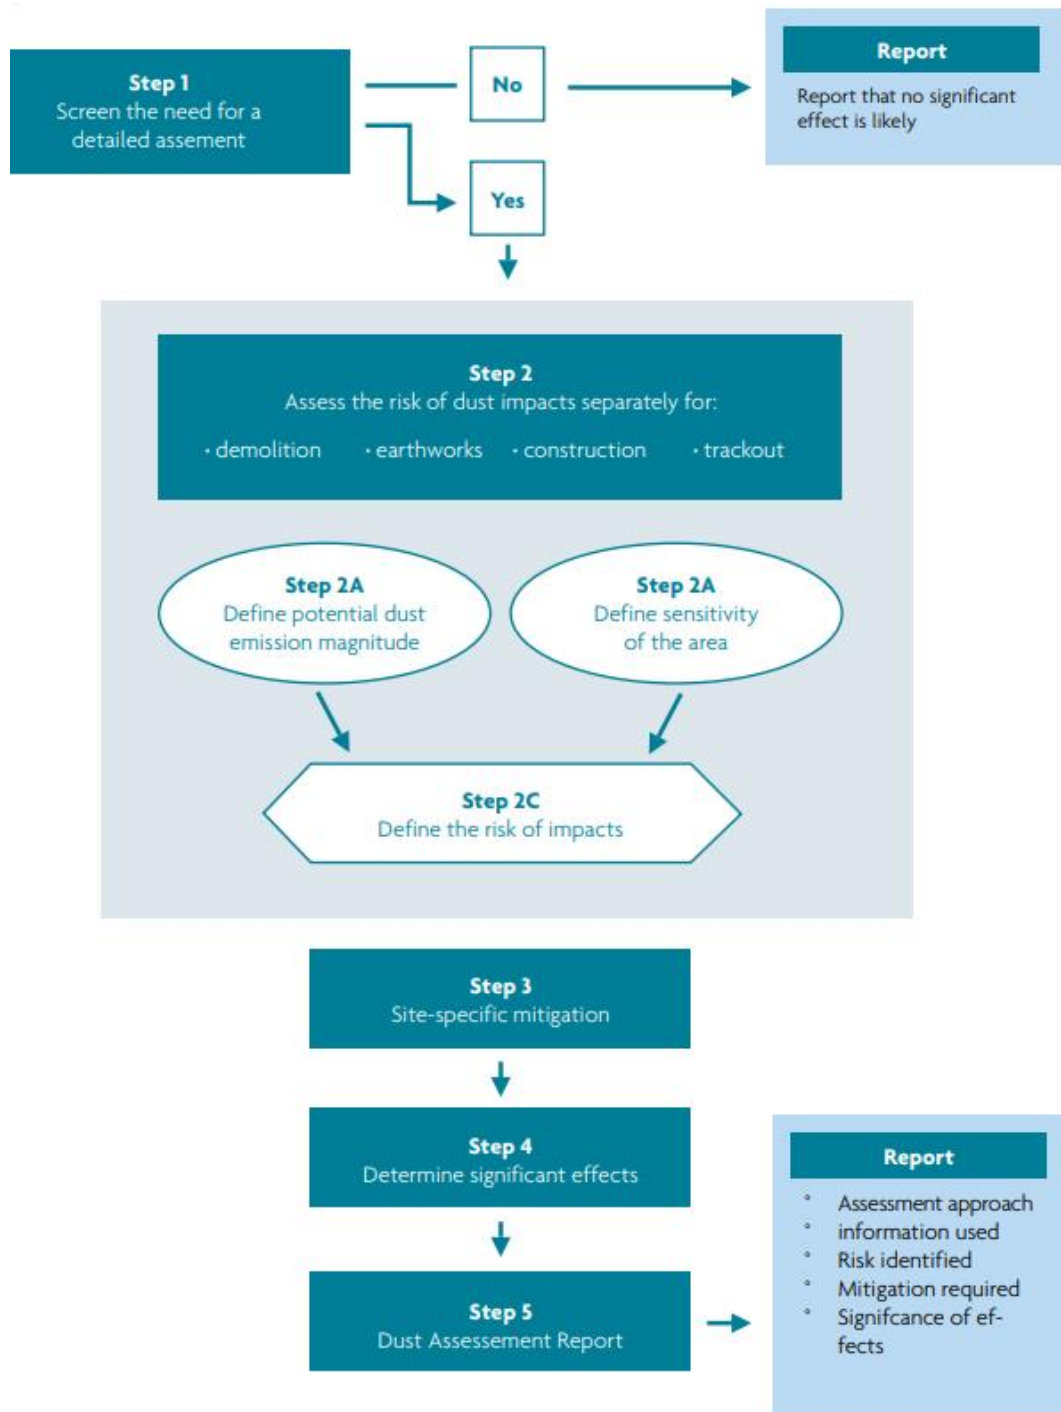 Step 1
Screen the need for a
detailed assement
No
Yes
Report
Report that no significant
effect is likely
Step 2
Assess the risk of dust impacts separately for:
• demolition • earthworks • construction • trackout
Step 2A
Define potential dust
emission magnitude
Step 2A
Define sensitivity
of the area
Step 2C
Define the risk of impacts
Step 3
Site-specific mitigation
Step 4
Determine significant effects
Step 5
Dust Assessement Report
Report
° Assessment approach
° information used
° Risk identified
° Mitigation required
° Signifcance of ef-
fects